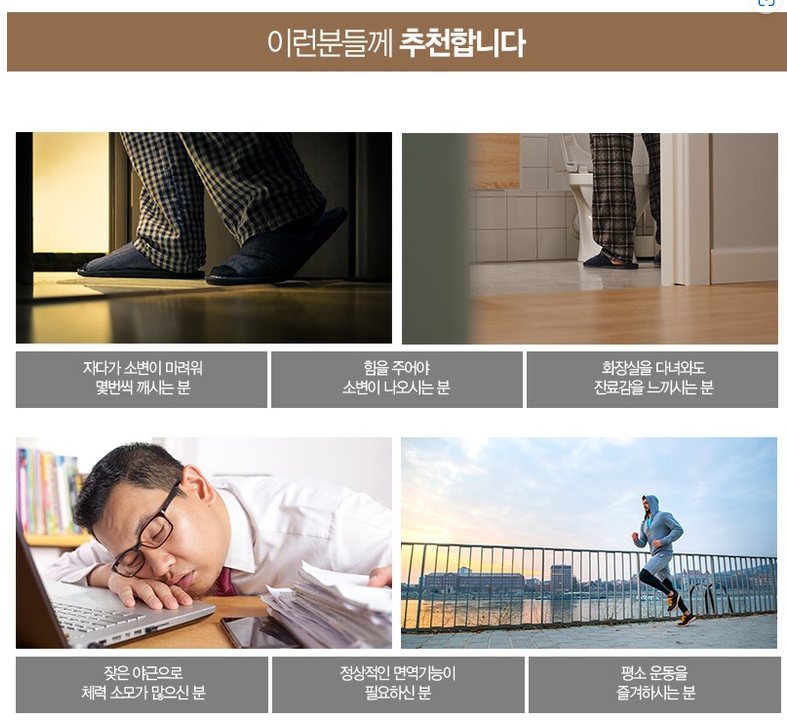 이런분들께 추천합니다
자다가 소변이 마려워
몇번씩 깨시는 분
힘을 주어야
소변이 나오시는 분
화장실을 다녀와도
잔료감을 느끼시는 분
잦은 야근으로
체력 소모가 많으신 분
정상적인 면역기능이
필요하신 분
평소 운동을
즐겨하시는 분